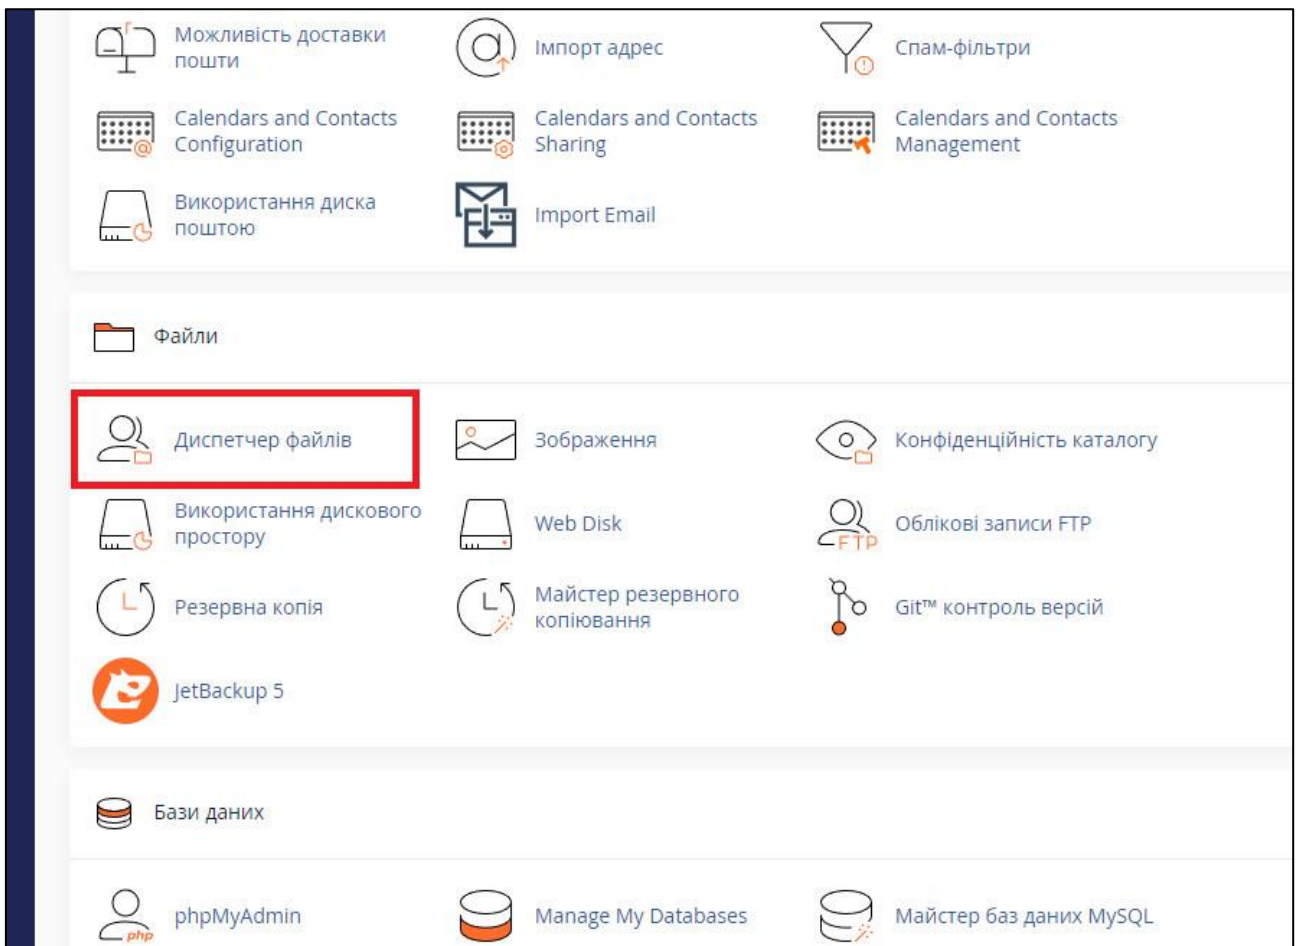 Можливість доставки
пошти
Імпорт адрес
Спам-фільтри
Calendars and Contacts
Configuration
Calendars and Contacts
Sharing
Calendars and Contacts
Management
Використання диска
поштою
Import Email
Файли
Диспетчер файлів
Зображення
Конфіденційність каталогу
Використання дискового
простору
Web Disk
FTP
Облікові записи FTP
Резервна копія
Майстер резервного
копіювання
Git™ контроль версій
JetBackup 5
Бази даних
php
phpMyAdmin
Manage My Databases
Майстер баз даних MySQL